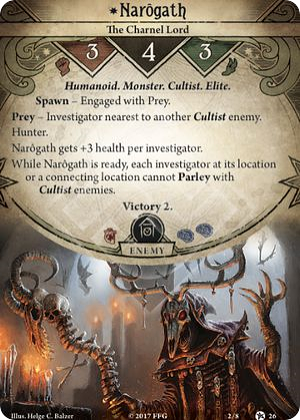 Narôgath
The Charnel Lord
3 4 3
Humanoid. Monster. Cultist. Elite.
Spawn – Engaged with Prey.
Prey – Investigator nearest to another Cultist enemy.
Hunter.
Narôgath gets +3 health per investigator.
While Narôgath is ready, each investigator at its location
or a connecting location cannot Parley with
Cultist enemies.
Victory 2.
ENEMY
Illus. Helge C. Balzer
© 2017 FFG
2/8
26